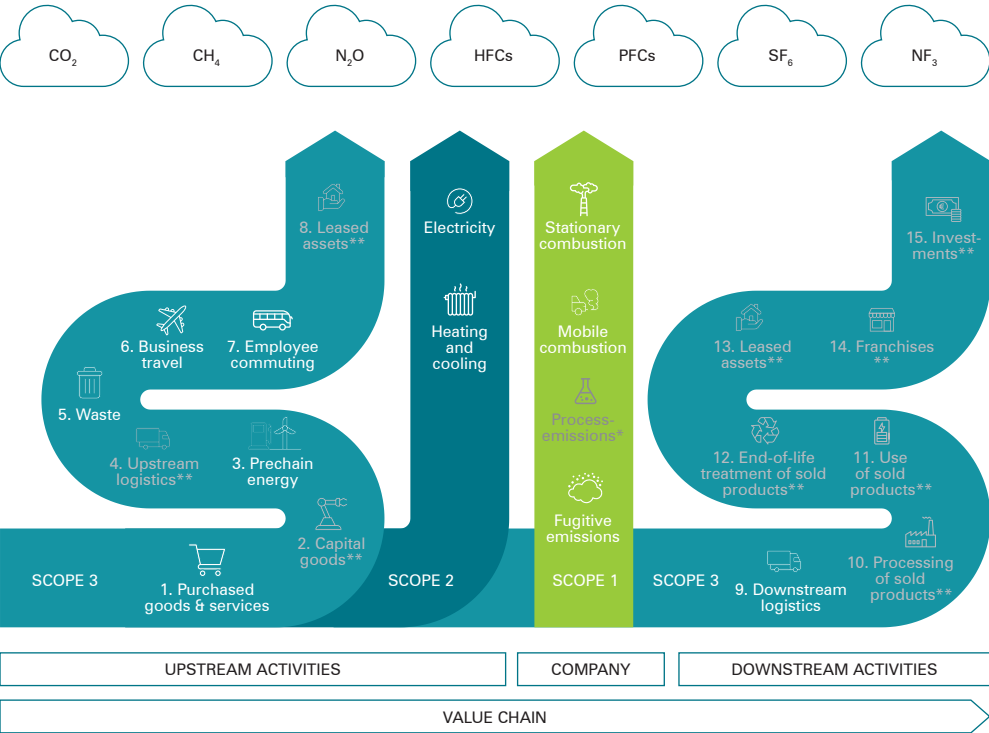 CO₂
CH₄
N₂O
HFCs
PFCs
SF₆
NF₃
8. Leased
assets**
6. Business
travel
7. Employee
commuting
5. Waste
4. Upstream
logistics**
3. Prechain
energy
2. Capital
goods**
SCOPE 3
1. Purchased
goods & services
Electricity
Heating
and
cooling
SCOPE 2
Stationary
combustion
Mobile
combustion
Process-
emissions*
Fugitive
emissions
SCOPE 1
15. Invest-
ments**
13. Leased
assets**
14. Franchises
**
12. End-of-life
treatment of sold
products**
11. Use
of sold
products**
SCOPE 3
9. Downstream
logistics
10. Processing
of sold
products**
UPSTREAM ACTIVITIES
COMPANY
DOWNSTREAM ACTIVITIES
VALUE CHAIN